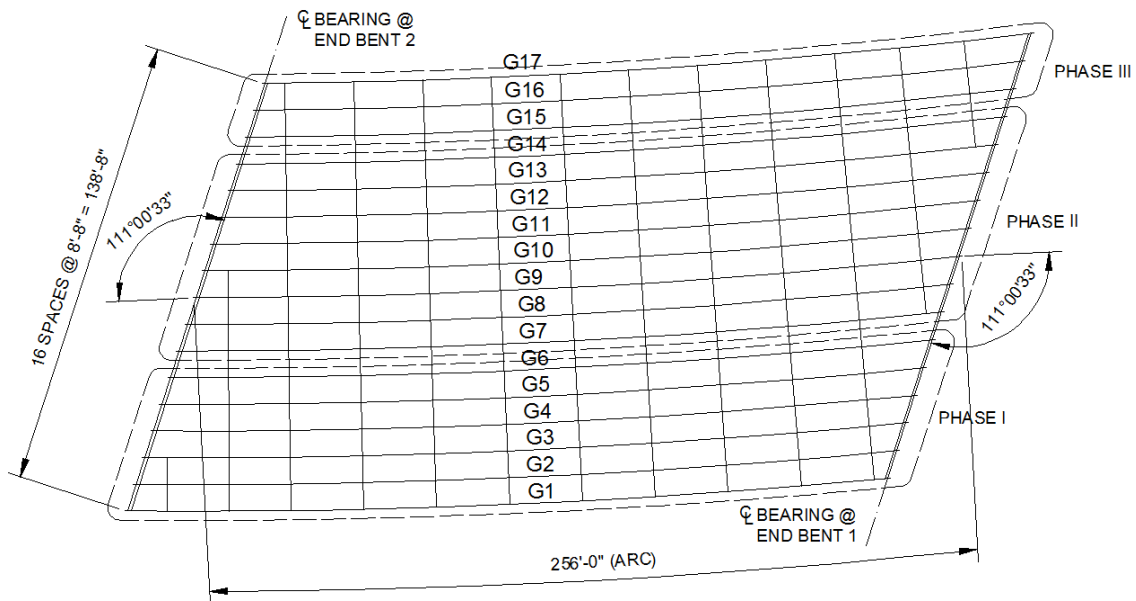 ℄ BEARING @
END BENT 2
G17
G16
G15
G14
G13
G12
G11
G10
G9
G8
G7
G6
G5
G4
G3
G2
G1
PHASE III
PHASE II
PHASE I
16 SPACES @ 8'-8" = 138'-8"
111°00'33"
111°00'33"
℄ BEARING @
END BENT 1
256'-0" (ARC)